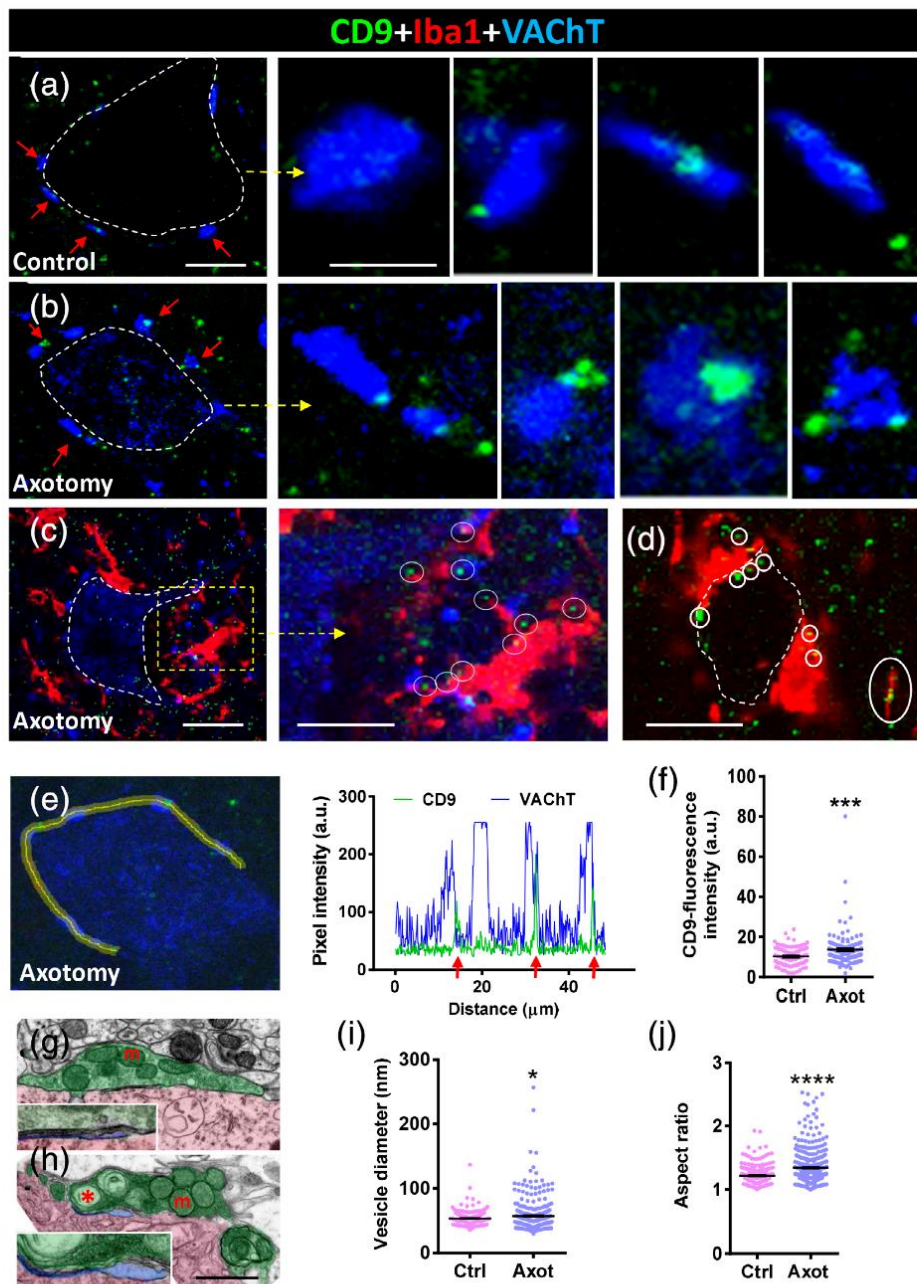 CD9+Iba1+VAChT
(a)
Control
(b)
Axotomy
(c)
Axotomy
(d)
(e)
Axotomy
Pixel intensity (a.u.)
300
200
100
0
CD9
VAChT
0
20
40
Distance (μm)
(f)
CD9-fluorescence
intensity (a.u.)
100
80
60
40
20
0
***
Ctrl
Axot
(g)
m
(h)
*
m
(i)
Vesicle diameter (nm)
300
200
100
0
*
Ctrl
Axot
(j)
Aspect ratio
3
2
1
0
****
Ctrl
Axot